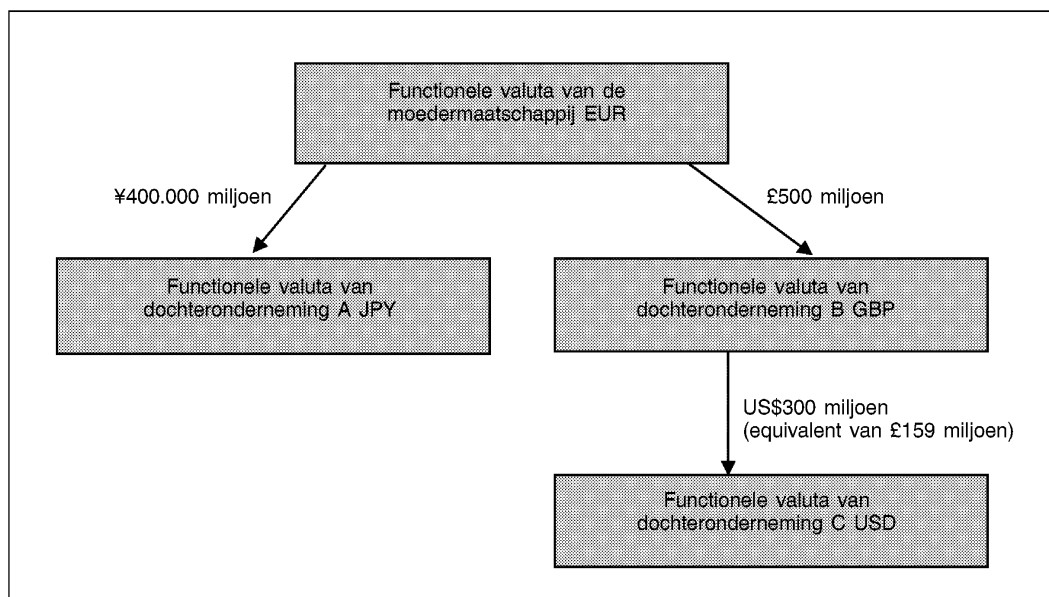 Functionele valuta van de
moedermaatschappij EUR
¥400.000 miljoen
£500 miljoen
Functionele valuta van
dochteronderneming A JPY
Functionele valuta van
dochteronderneming B GBP
US$300 miljoen
(equivalent van £159 miljoen)
Functionele valuta van
dochteronderneming C USD